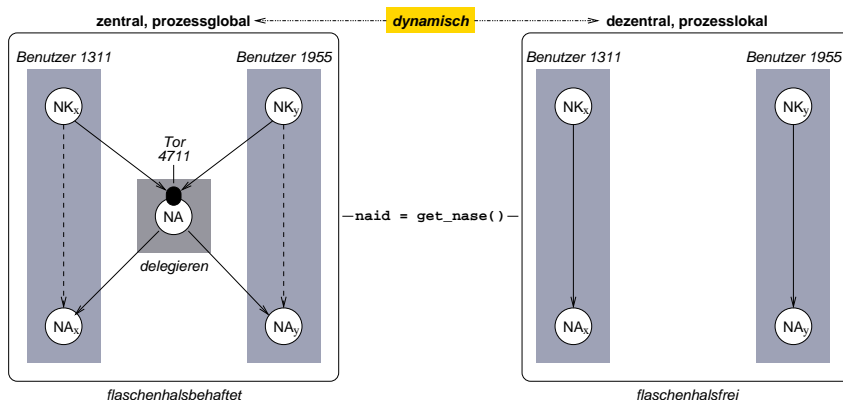 zentral, prozessglobal
dynamisch
dezentral, prozesslokal
Benutzer 1311
Benutzer 1955
NKx
NKy
Tor
4711
NA
delegieren
NAx
NAy
flaschenhalsbehaftet
naid = get_nase()
Benutzer 1311
Benutzer 1955
NKx
NKy
NAx
NAy
flaschenhalsfrei